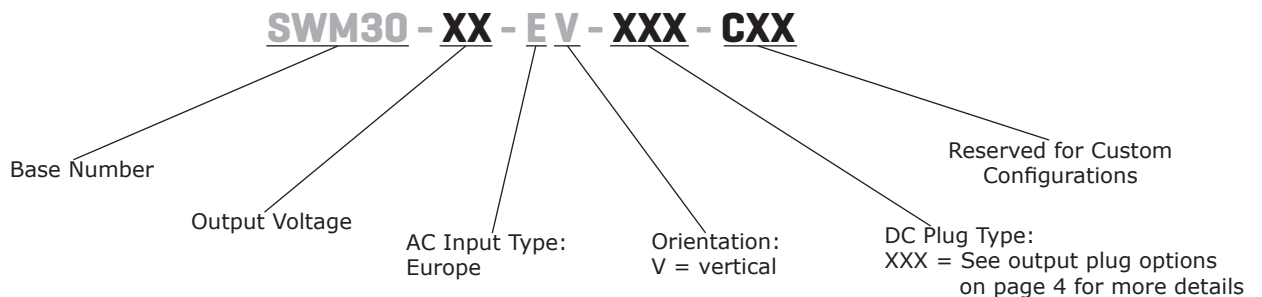 SWM30 - XX - E V - XXX - CXX
Base Number
Output Voltage
AC Input Type:
Europe
Orientation:
V = vertical
DC Plug Type:
XXX = See output plug options
on page 4 for more details
Reserved for Custom
Configurations